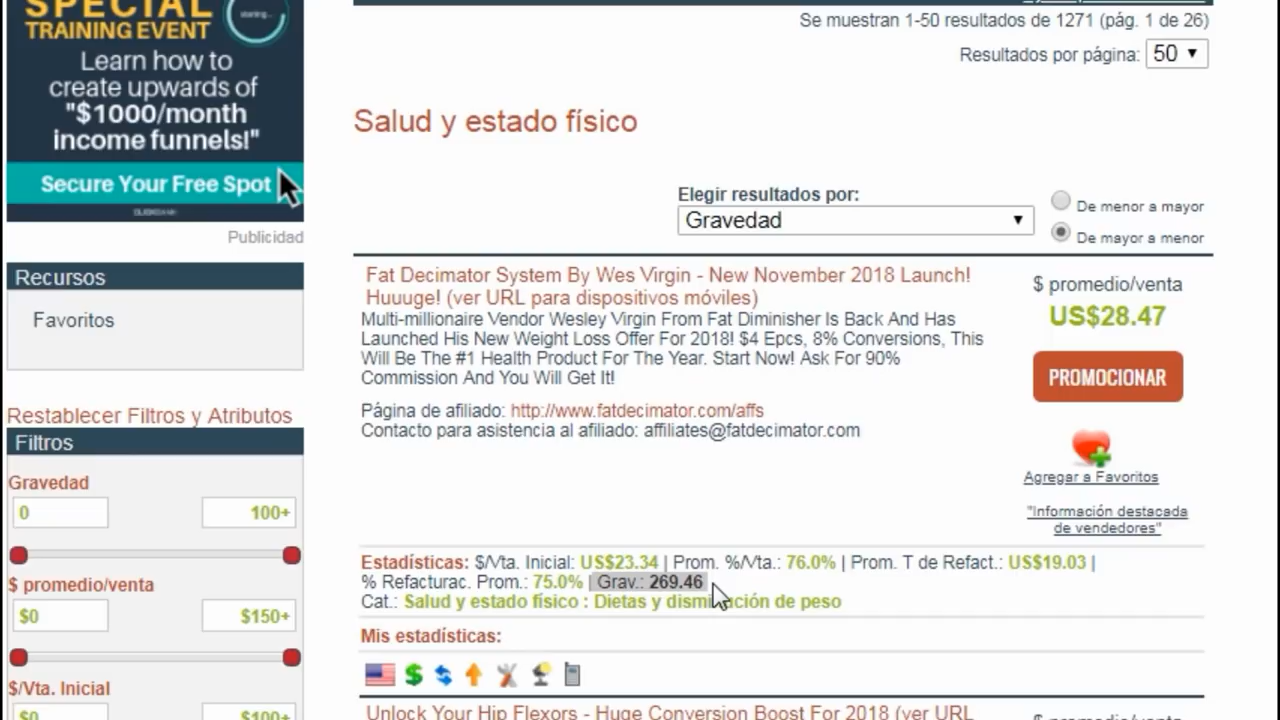 SPECIAL
TRAINING EVENT
starting...
Learn how to
create upwards of
"$1000/month
income funnels!"
Secure Your Free Spot
Publicidad
Recursos
Favoritos
Restablecer Filtros y Atributos
Filtros
Gravedad
0 100+
$ promedio/venta
$0 $150+
$/Vta. Inicial
$0 $100+
Se muestran 1-50 resultados de 1271 (pág. 1 de 26)
Resultados por página: 50
Salud y estado físico
Elegir resultados por:
Gravedad
De menor a mayor
De mayor a menor
Fat Decimator System By Wes Virgin - New November 2018 Launch!
Huuuge! (ver URL para dispositivos móviles)
Multi-millionaire Vendor Wesley Virgin From Fat Diminisher Is Back And Has
Launched His New Weight Loss Offer For 2018! $4 Epcs, 8% Conversions, This
Will Be The #1 Health Product For The Year. Start Now! Ask For 90%
Commission And You Will Get It!
Página de afiliado: http://www.fatdecimator.com/affs
Contacto para asistencia al afiliado: affiliates@fatdecimator.com
$ promedio/venta
US$28.47
PROMOCIONAR
Agregar a Favoritos
"Información destacada
de vendedores"
Estadísticas: $/Vta. Inicial: US$23.34 | Prom. %/Vta.: 76.0% | Prom. T de Refact.: US$19.03 |
% Refacturac. Prom.: 75.0% | Grav.: 269.46
Cat.: Salud y estado físico : Dietas y disminución de peso
Mis estadísticas:
Unlock Your Hip Flexors - Huge Conversion Boost For 2018 (ver URL
$ promedio/venta